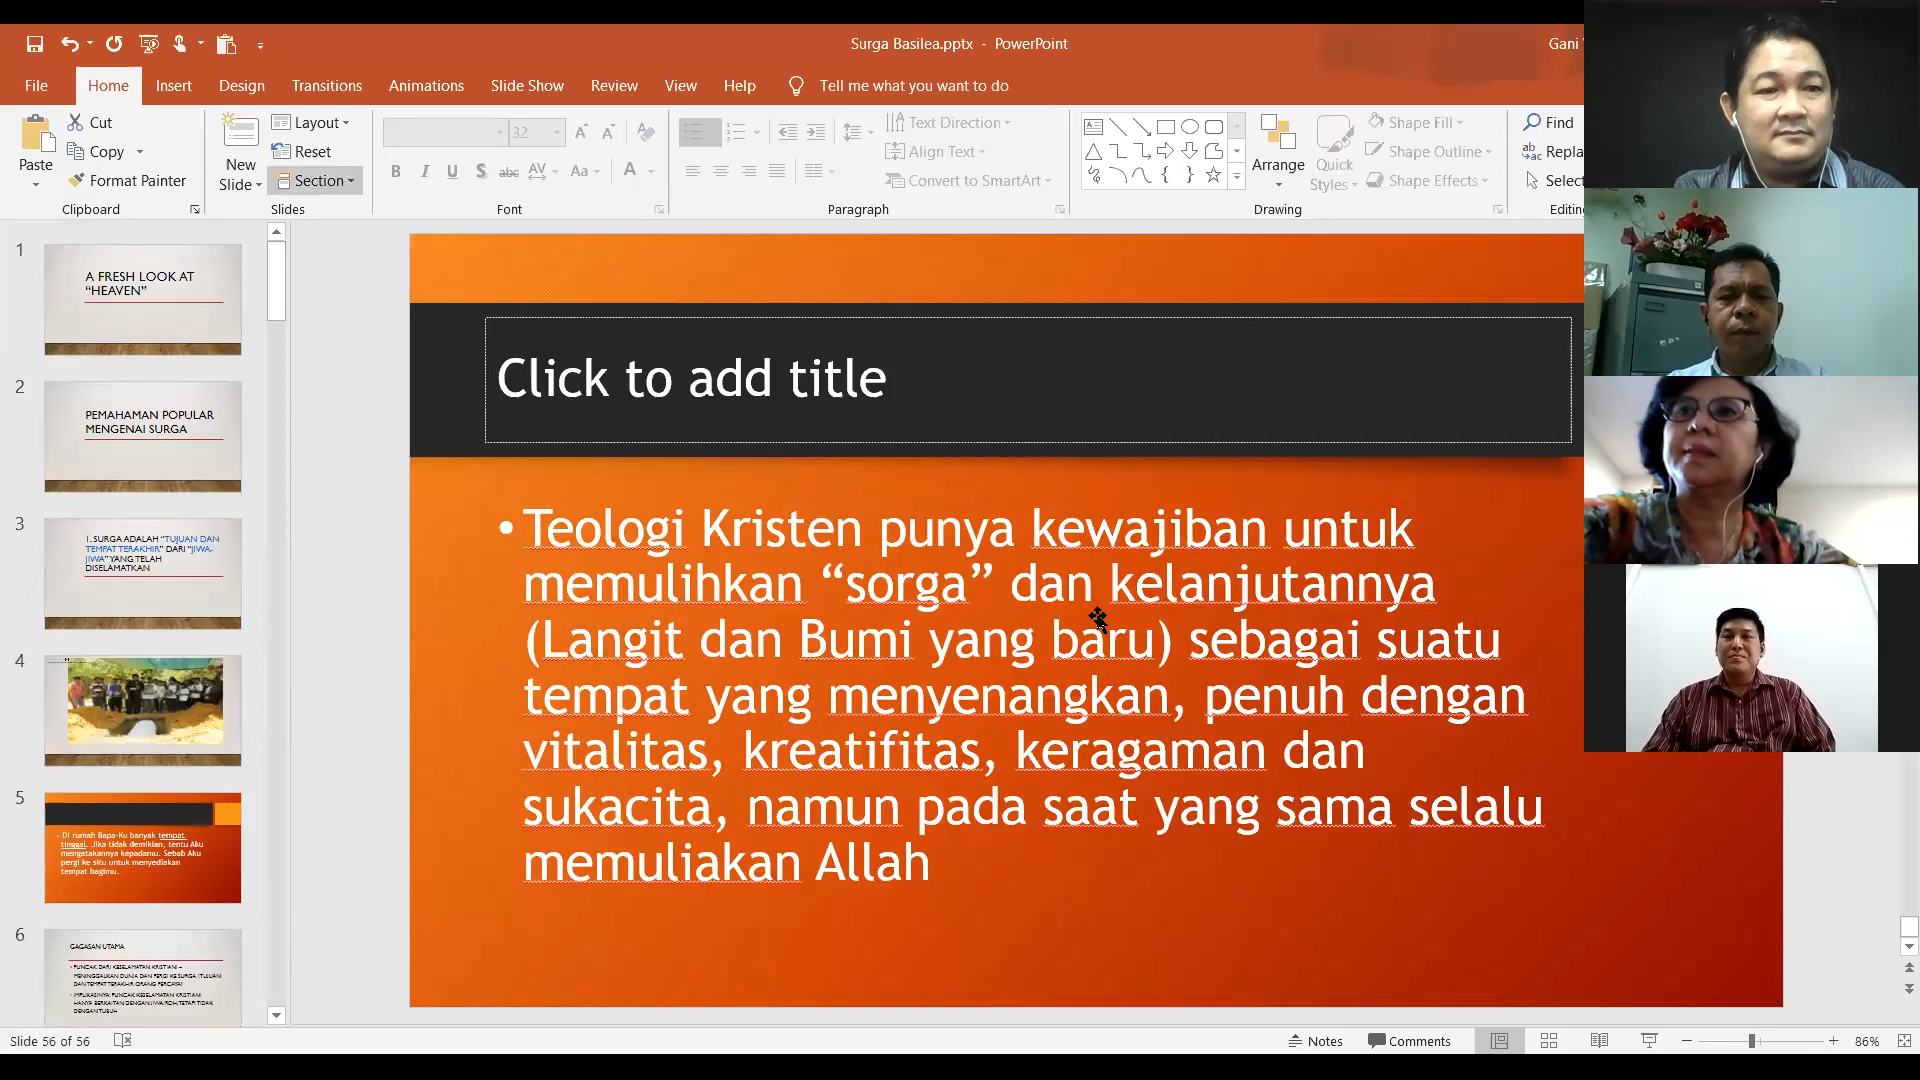 Surga Basilea.pptx - PowerPoint
Gani
File Home Insert Design Transitions Animations Slide Show Review View Help Tell me what you want to do
Paste
Cut
Copy
Format Painter
Clipboard
New
Slide
Layout
Reset
Section
Slides
32
B I U S abc AV Aa A
Font
Text Direction
Align Text
Convert to SmartArt
Paragraph
Arrange
Quick
Styles
Shape Fill
Shape Outline
Shape Effects
Drawing
Find
Repla
Select
Editing
1
A FRESH LOOK AT
“HEAVEN”
2
PEMAHAMAN POPULAR
MENGENAI SURGA
3
1. SURGA ADALAH “TUJUAN DAN
TEMPAT TERAKHIR” DARI “JIWA-
JIWA” YANG TELAH
DISELAMATKAN
4
5
Di rumah Bapa-Ku banyak tempat
tinggal. Jika tidak demikian, tentu Aku
mengatakannya kepadamu. Sebab Aku
pergi ke situ untuk menyediakan
tempat bagimu.
6
GAGASAN UTAMA
PUNCAK DARI KESELAMATAN KRISTIANI =
MENINGGALKAN DUNIA DAN PERGI KE SURGA (TUJUAN
DAN TEMPAT TERAKHIR ORANG PERCAYA)
IMPLIKASINYA: PUNCAK KESELAMATAN KRISTIANI
HANYA BERKAITAN DENGAN JIWA/ROH, TETAPI TIDAK
DENGAN TUBUH
Click to add title
• Teologi Kristen punya kewajiban untuk
memulihkan “sorga” dan kelanjutannya
(Langit dan Bumi yang baru) sebagai suatu
tempat yang menyenangkan, penuh dengan
vitalitas, kreatifitas, keragaman dan
sukacita, namun pada saat yang sama selalu
memuliakan Allah
Slide 56 of 56
Notes
Comments
86%